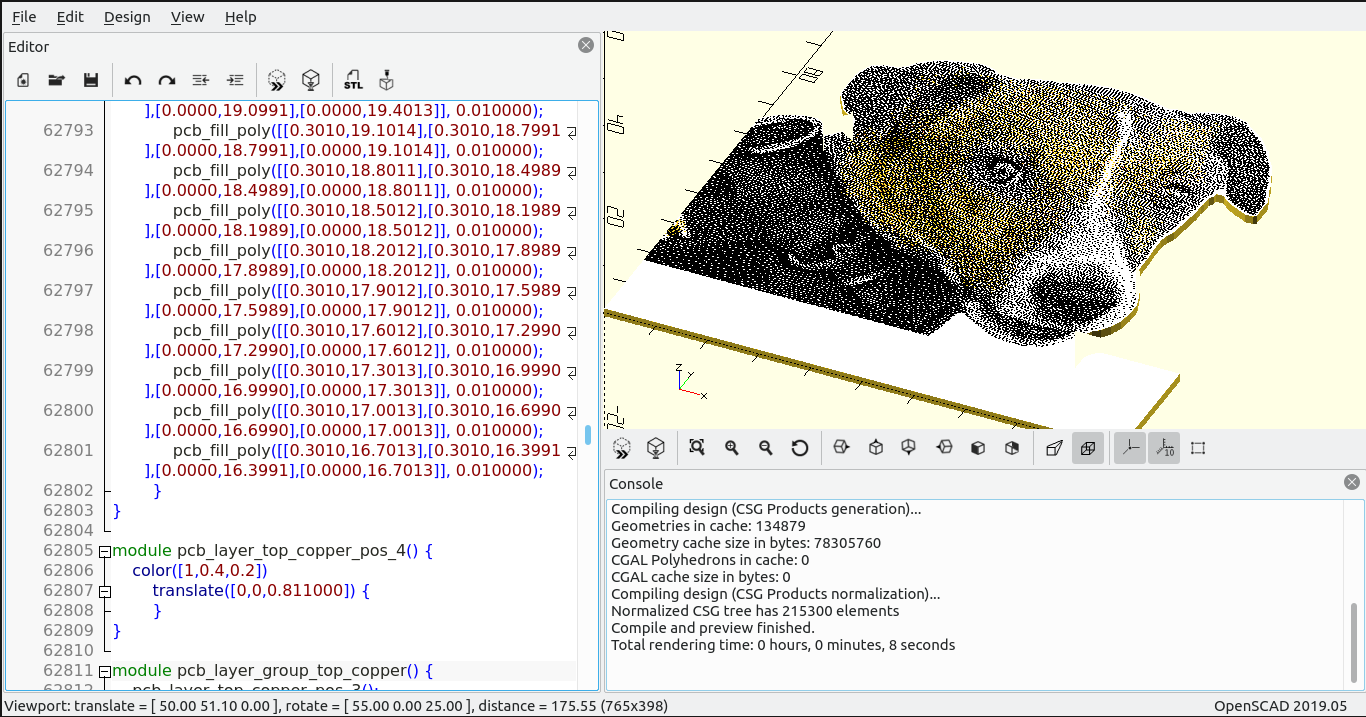 File Edit Design View Help
Editor
STL
],[0.0000,19.0991],[0.0000,19.4013]], 0.010000);
62793 pcb_fill_poly([[0.3010,19.1014],[0.3010,18.7991
],[0.0000,18.7991],[0.0000,19.1014]], 0.010000);
62794 pcb_fill_poly([[0.3010,18.8011],[0.3010,18.4989
],[0.0000,18.4989],[0.0000,18.8011]], 0.010000);
62795 pcb_fill_poly([[0.3010,18.5012],[0.3010,18.1989
],[0.0000,18.1989],[0.0000,18.5012]], 0.010000);
62796 pcb_fill_poly([[0.3010,18.2012],[0.3010,17.8989
],[0.0000,17.8989],[0.0000,18.2012]], 0.010000);
62797 pcb_fill_poly([[0.3010,17.9012],[0.3010,17.5989
],[0.0000,17.5989],[0.0000,17.9012]], 0.010000);
62798 pcb_fill_poly([[0.3010,17.6012],[0.3010,17.2990
],[0.0000,17.2990],[0.0000,17.6012]], 0.010000);
62799 pcb_fill_poly([[0.3010,17.3013],[0.3010,16.9990
],[0.0000,16.9990],[0.0000,17.3013]], 0.010000);
62800 pcb_fill_poly([[0.3010,17.0013],[0.3010,16.6990
],[0.0000,16.6990],[0.0000,17.0013]], 0.010000);
62801 pcb_fill_poly([[0.3010,16.7013],[0.3010,16.3991
],[0.0000,16.3991],[0.0000,16.7013]], 0.010000);
62802 }
62803 }
62804
62805 module pcb_layer_top_copper_pos_4() {
62806 color([1,0.4,0.2])
62807 translate([0,0,0.811000]) {
62808 }
62809 }
62810
62811 module pcb_layer_group_top_copper() {
62812 pcb_layer_top_copper_pos_3();
40
20
z
y
x
10
Console
Compiling design (CSG Products generation)...
Geometries in cache: 134879
Geometry cache size in bytes: 78305760
CGAL Polyhedrons in cache: 0
CGAL cache size in bytes: 0
Compiling design (CSG Products normalization)...
Normalized CSG tree has 215300 elements
Compile and preview finished.
Total rendering time: 0 hours, 0 minutes, 8 seconds
Viewport: translate = [ 50.00 51.10 0.00 ], rotate = [ 55.00 0.00 25.00 ], distance = 175.55 (765x398)
OpenSCAD 2019.05